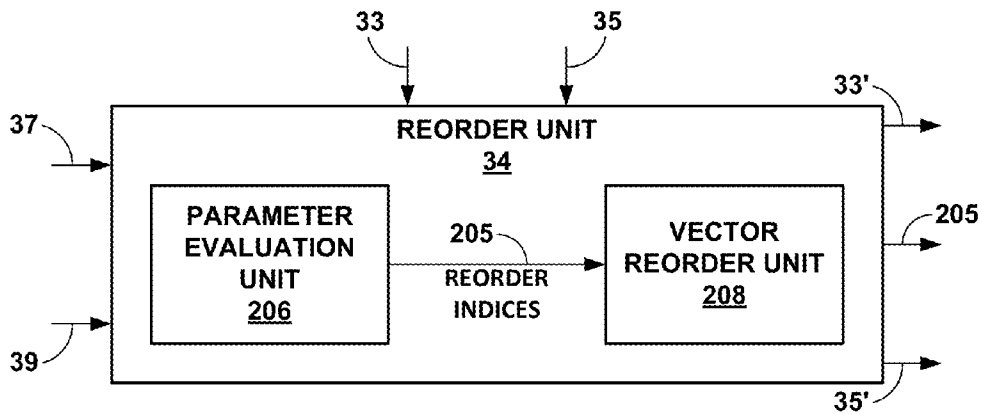 33
35
33'
37
REORDER UNIT
34
PARAMETER
EVALUATION
UNIT
206
205
REORDER
INDICES
VECTOR
REORDER UNIT
208
205
39
35'